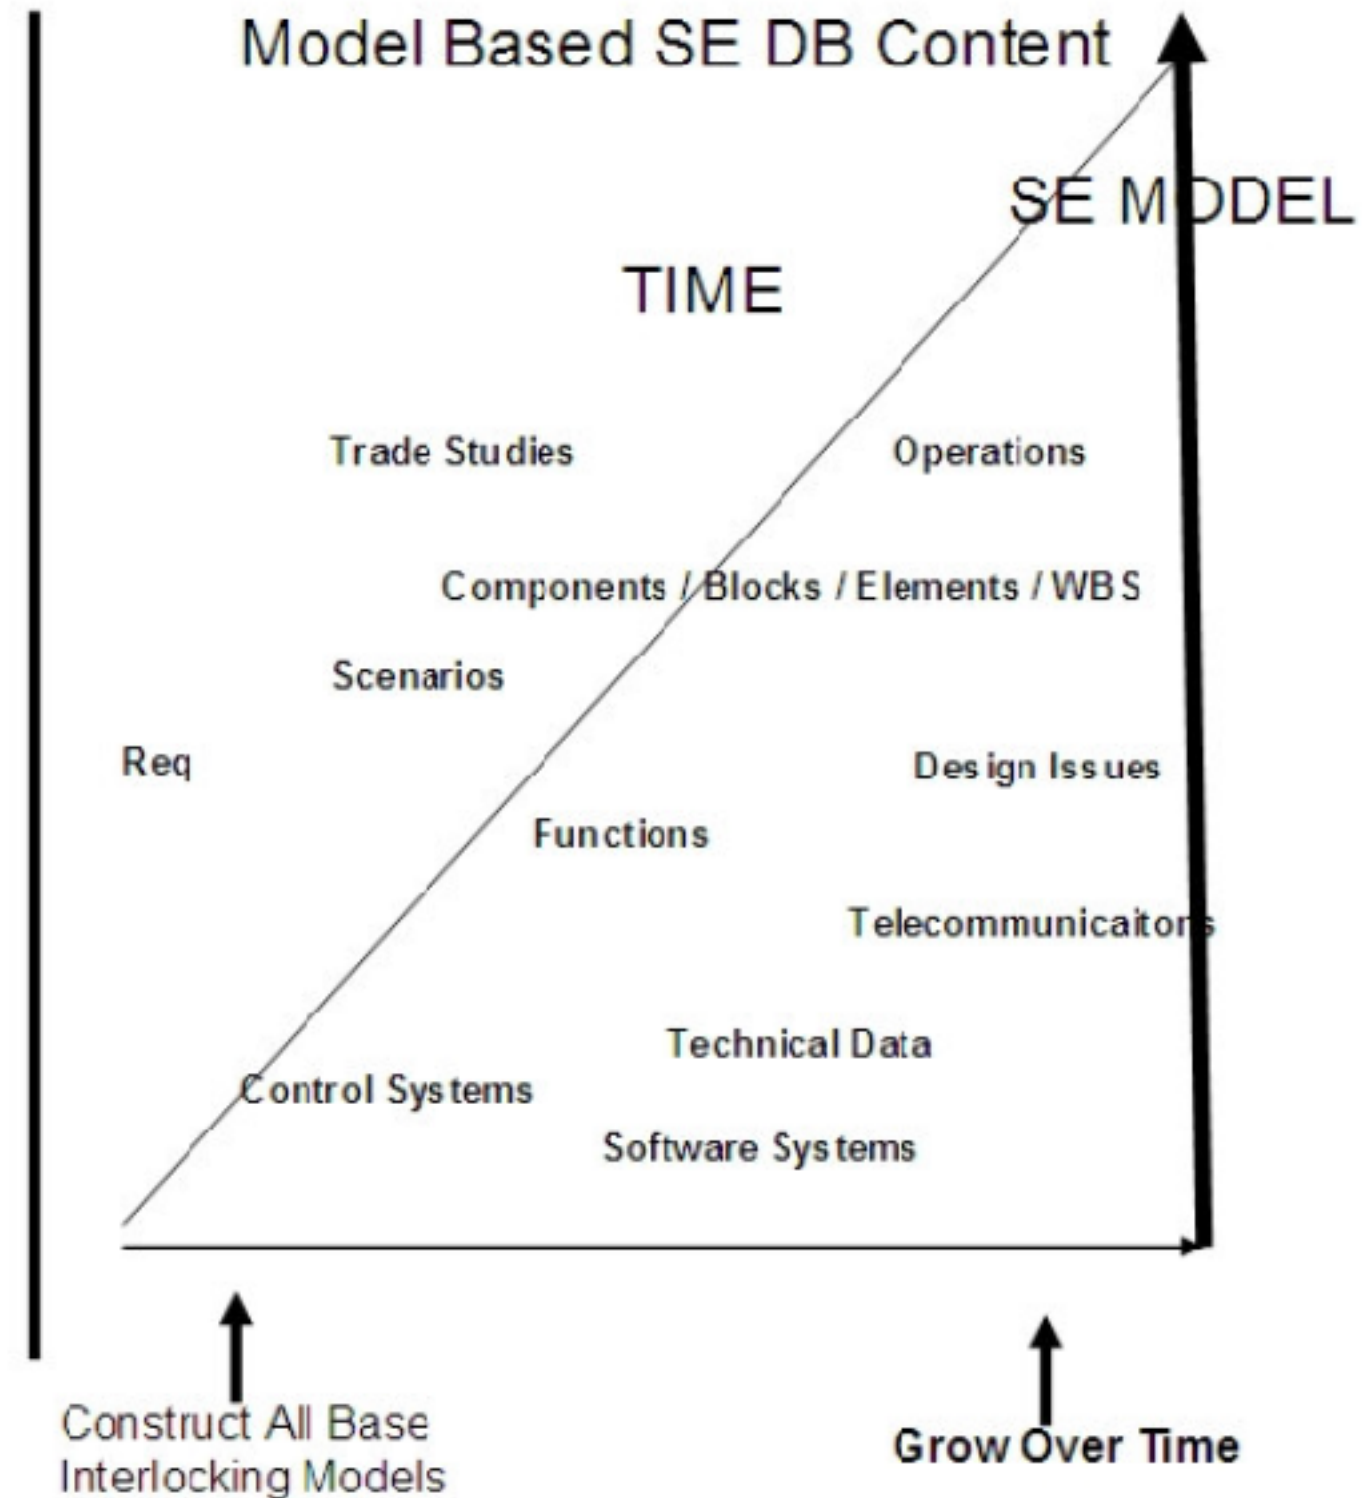 Model Based SE DB Content
SE MODEL
TIME
Trade Studies
Operations
Components / Blocks / Elements / WBS
Scenarios
Req
Design Issues
Functions
Telecommunicaitons
Technical Data
Control Systems
Software Systems
Construct All Base
Interlocking Models
Grow Over Time